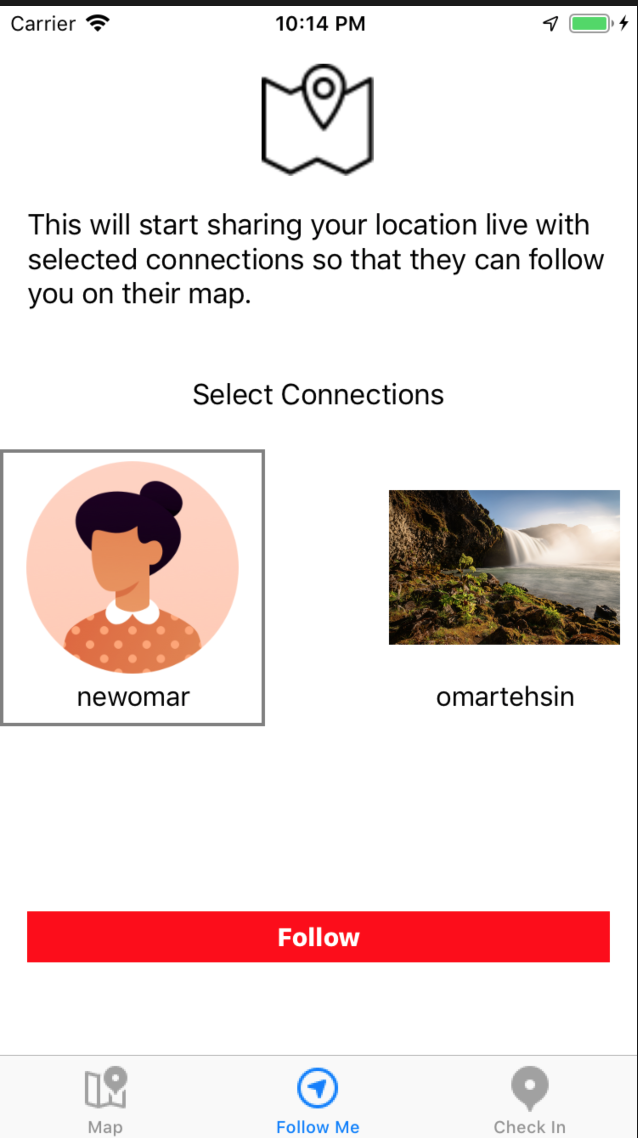 Carrier 10:14 PM
This will start sharing your location live with
selected connections so that they can follow
you on their map.
Select Connections
newomar omartehsin
Follow
Map Follow Me Check In